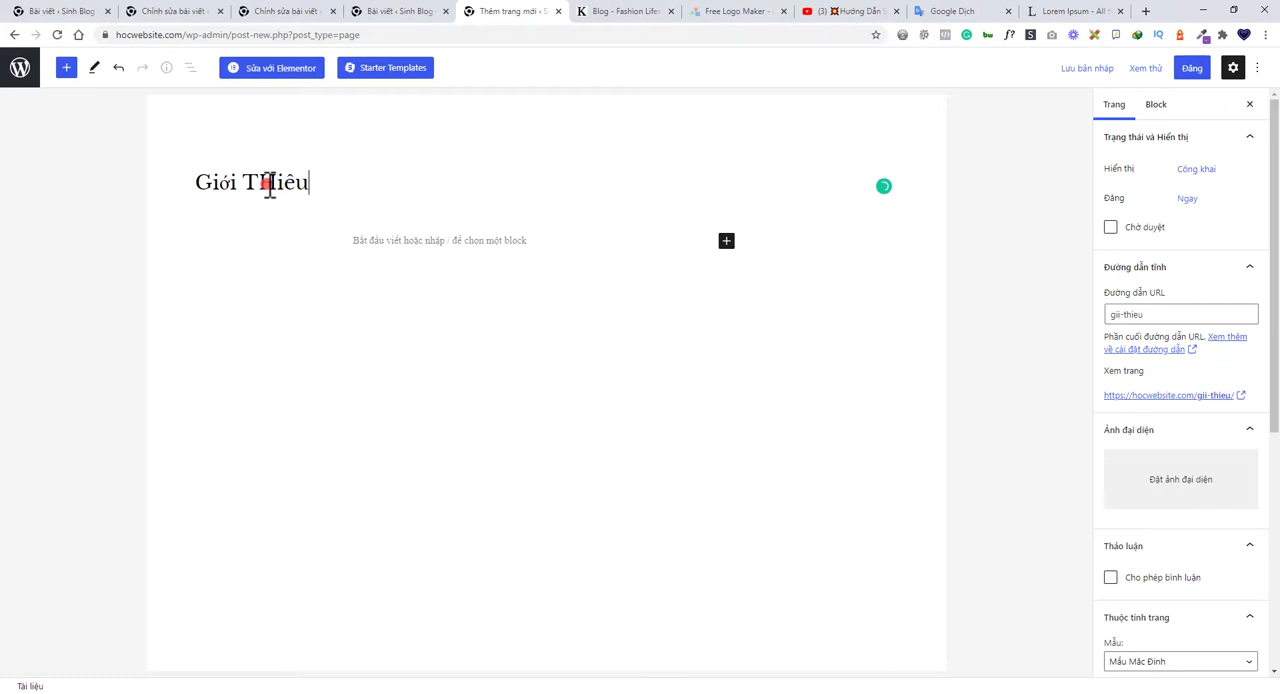 Bài viết ‹ Sinh Blog
Chỉnh sửa bài viết ‹
Chỉnh sửa bài viết ‹
Bài viết ‹ Sinh Blog
Thêm trang mới ‹ S
Blog - Fashion Lifes
Free Logo Maker -
(3) 💥Hướng Dẫn S
Google Dịch
Lorem Ipsum - All t
hocwebsite.com/wp-admin/post-new.php?post_type=page
Sửa với Elementor
Starter Templates
Lưu bản nháp
Xem thử
Đăng
Trang
Block
Trạng thái và Hiển thị
Giới THiêu
Hiển thị
Công khai
Đăng
Ngay
Chờ duyệt
Bắt đầu viết hoặc nhập / để chọn một block
Đường dẫn tĩnh
Đường dẫn URL
gii-thieu
Phần cuối đường dẫn URL. Xem thêm
về cài đặt đường dẫn
Xem trang
https://hocwebsite.com/gii-thieu/
Ảnh đại diện
Đặt ảnh đại diện
Thảo luận
Cho phép bình luận
Thuộc tính trang
Mẫu:
Mẫu Mặc Định
Tài liệu